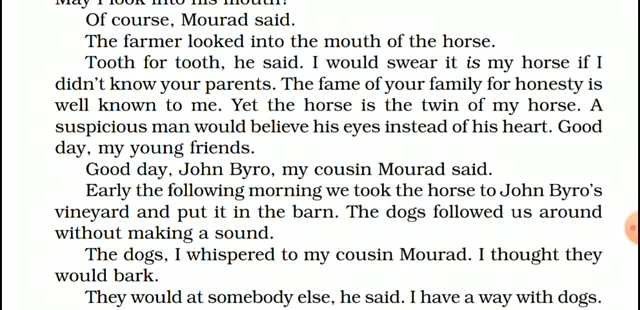 May I look into his mouth?
Of course, Mourad said.
The farmer looked into the mouth of the horse.
Tooth for tooth, he said. I would swear it is my horse if I
didn't know your parents. The fame of your family for honesty is
well known to me. Yet the horse is the twin of my horse. A
suspicious man would believe his eyes instead of his heart. Good
day, my young friends.
Good day, John Byro, my cousin Mourad said.
Early the following morning we took the horse to John Byro's
vineyard and put it in the barn. The dogs followed us around
without making a sound.
The dogs, I whispered to my cousin Mourad. I thought they
would bark.
They would at somebody else, he said. I have a way with dogs.